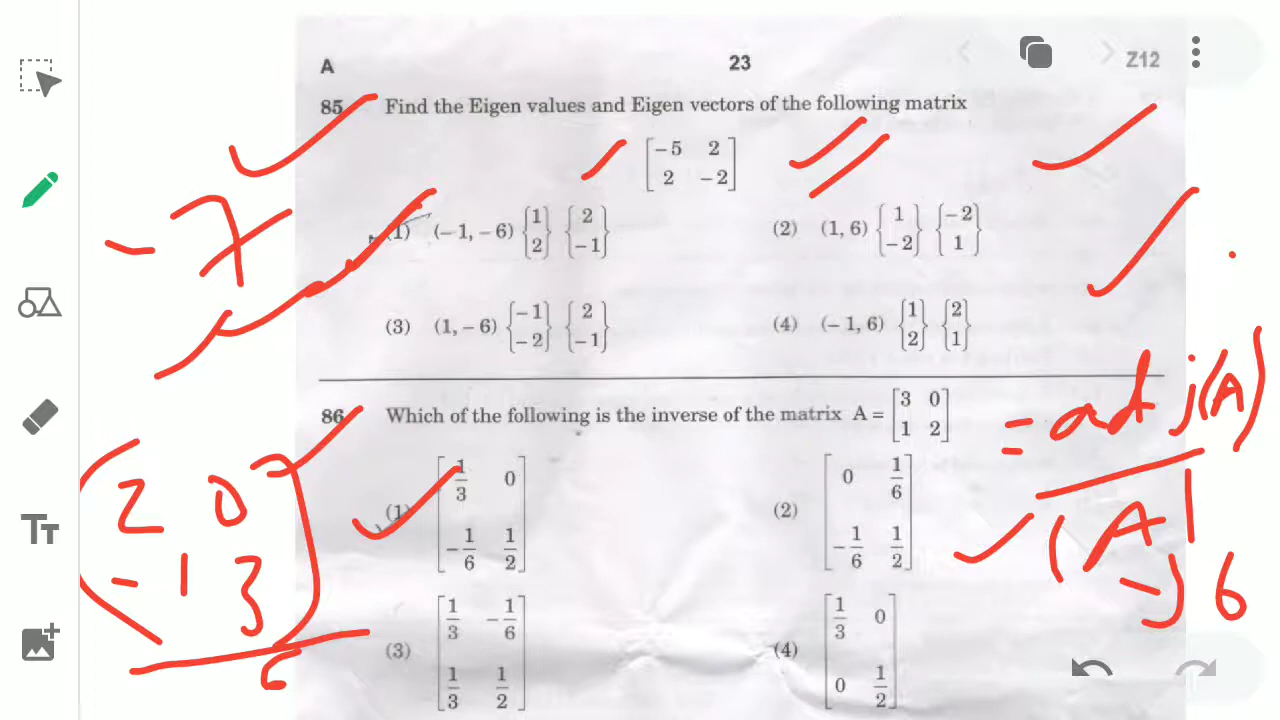 A 23 Z12
85 Find the Eigen values and Eigen vectors of the following matrix
[-5 2
2 -2]
(1) (-1, -6) {1 2} {2 -1} (2) (1, 6) {1 -2} {-2 1}
(3) (1, -6) {-1 -2} {2 -1} (4) (-1, 6) {1 2} {2 1}
-7
86 Which of the following is the inverse of the matrix A = [3 0
1 2]
(1) [1/3 0
-1/6 1/2]
(2) [0 1/6
-1/6 1/2]
(3) [1/3 -1/6
1/3 1/2]
(4) [1/3 0
0 1/2]
(2 0
-1 3)
6
= adj(A)
|A|
6
TT